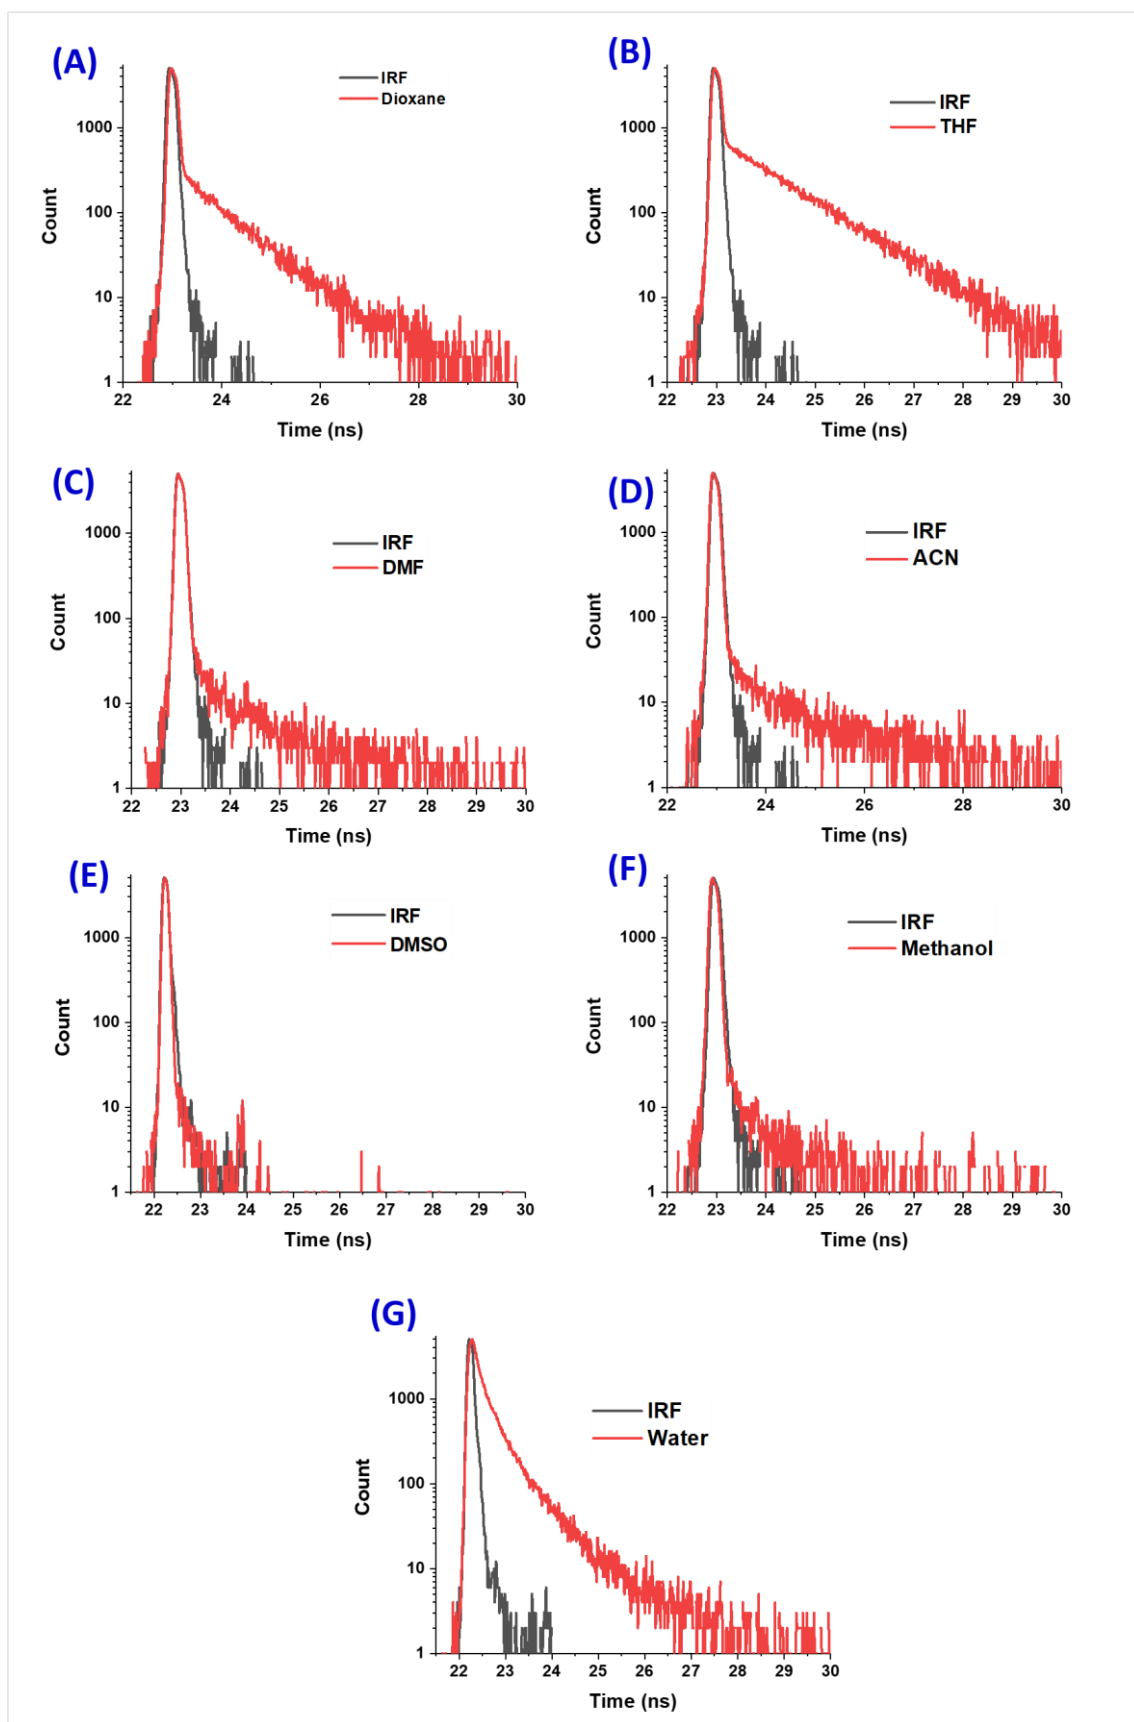 (A)
IRF
Dioxane
1000
100
10
1
Count
22 24 26 28 30
Time (ns)
(B)
IRF
THF
1000
100
10
1
Count
22 23 24 25 26 27 28 29 30
Time (ns)
(C)
IRF
DMF
1000
100
10
1
Count
22 23 24 25 26 27 28 29 30
Time (ns)
(D)
IRF
ACN
1000
100
10
1
Count
22 24 26 28 30
Time (ns)
(E)
IRF
DMSO
1000
100
10
1
Count
22 23 24 25 26 27 28 29 30
Time (ns)
(F)
IRF
Methanol
1000
100
10
1
Count
22 23 24 25 26 27 28 29 30
Time (ns)
(G)
IRF
Water
1000
100
10
1
Count
22 23 24 25 26 27 28 29 30
Time (ns)